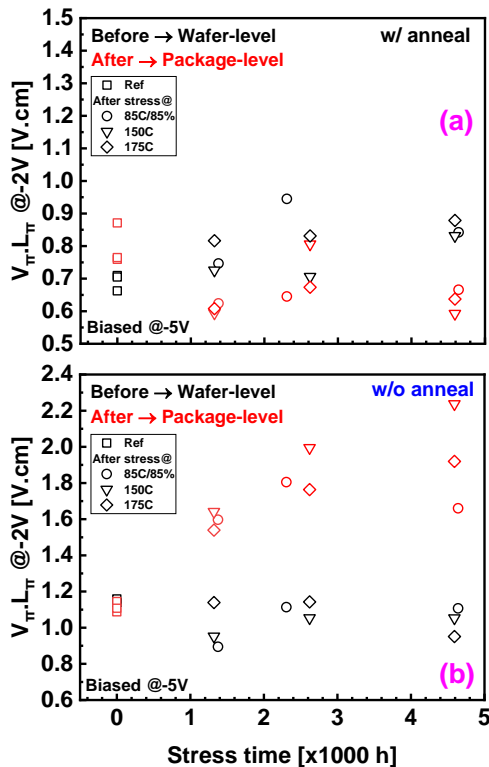 Before → Wafer-level
w/ anneal
After → Package-level
Ref
After stress@
85C/85%
150C
175C
(a)
Biased @-5V
V_π.L_π @-2V [V.cm]
1.5
1.4
1.3
1.2
1.1
1.0
0.9
0.8
0.7
0.6
0.5
Before → Wafer-level
w/o anneal
After → Package-level
Ref
After stress@
85C/85%
150C
175C
(b)
Biased @-5V
V_π.L_π @-2V [V.cm]
2.4
2.2
2.0
1.8
1.6
1.4
1.2
1.0
0.8
0.6
0 1 2 3 4 5
Stress time [x1000 h]